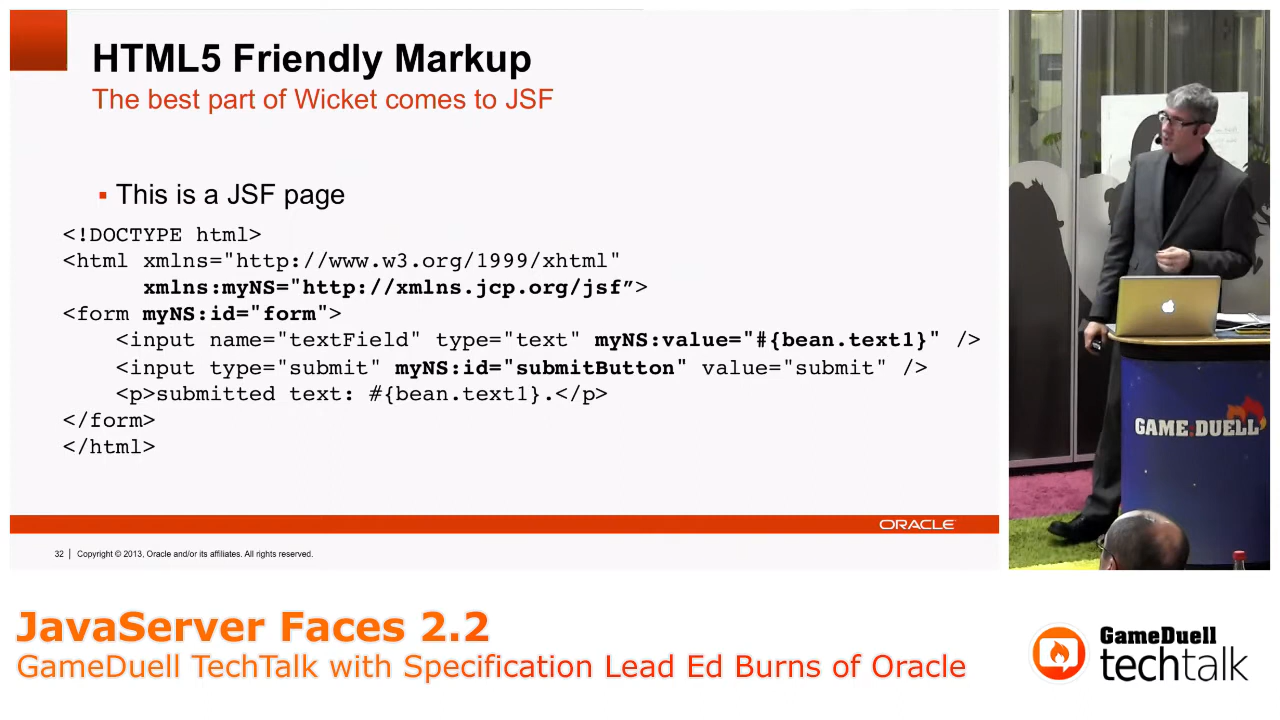 HTML5 Friendly Markup
The best part of Wicket comes to JSF
▪ This is a JSF page
<!DOCTYPE html>
<html xmlns="http://www.w3.org/1999/xhtml"
xmlns:myNS="http://xmlns.jcp.org/jsf”>
<form myNS:id="form">
<input name="textField" type="text" myNS:value="#{bean.text1}" />
<input type="submit" myNS:id="submitButton" value="submit" />
<p>submitted text: #{bean.text1}.</p>
</form>
</html>
ORACLE
32 | Copyright © 2013, Oracle and/or its affiliates. All rights reserved.
GAME DUELL
JavaServer Faces 2.2
GameDuell TechTalk with Specification Lead Ed Burns of Oracle
GameDuell
techtalk